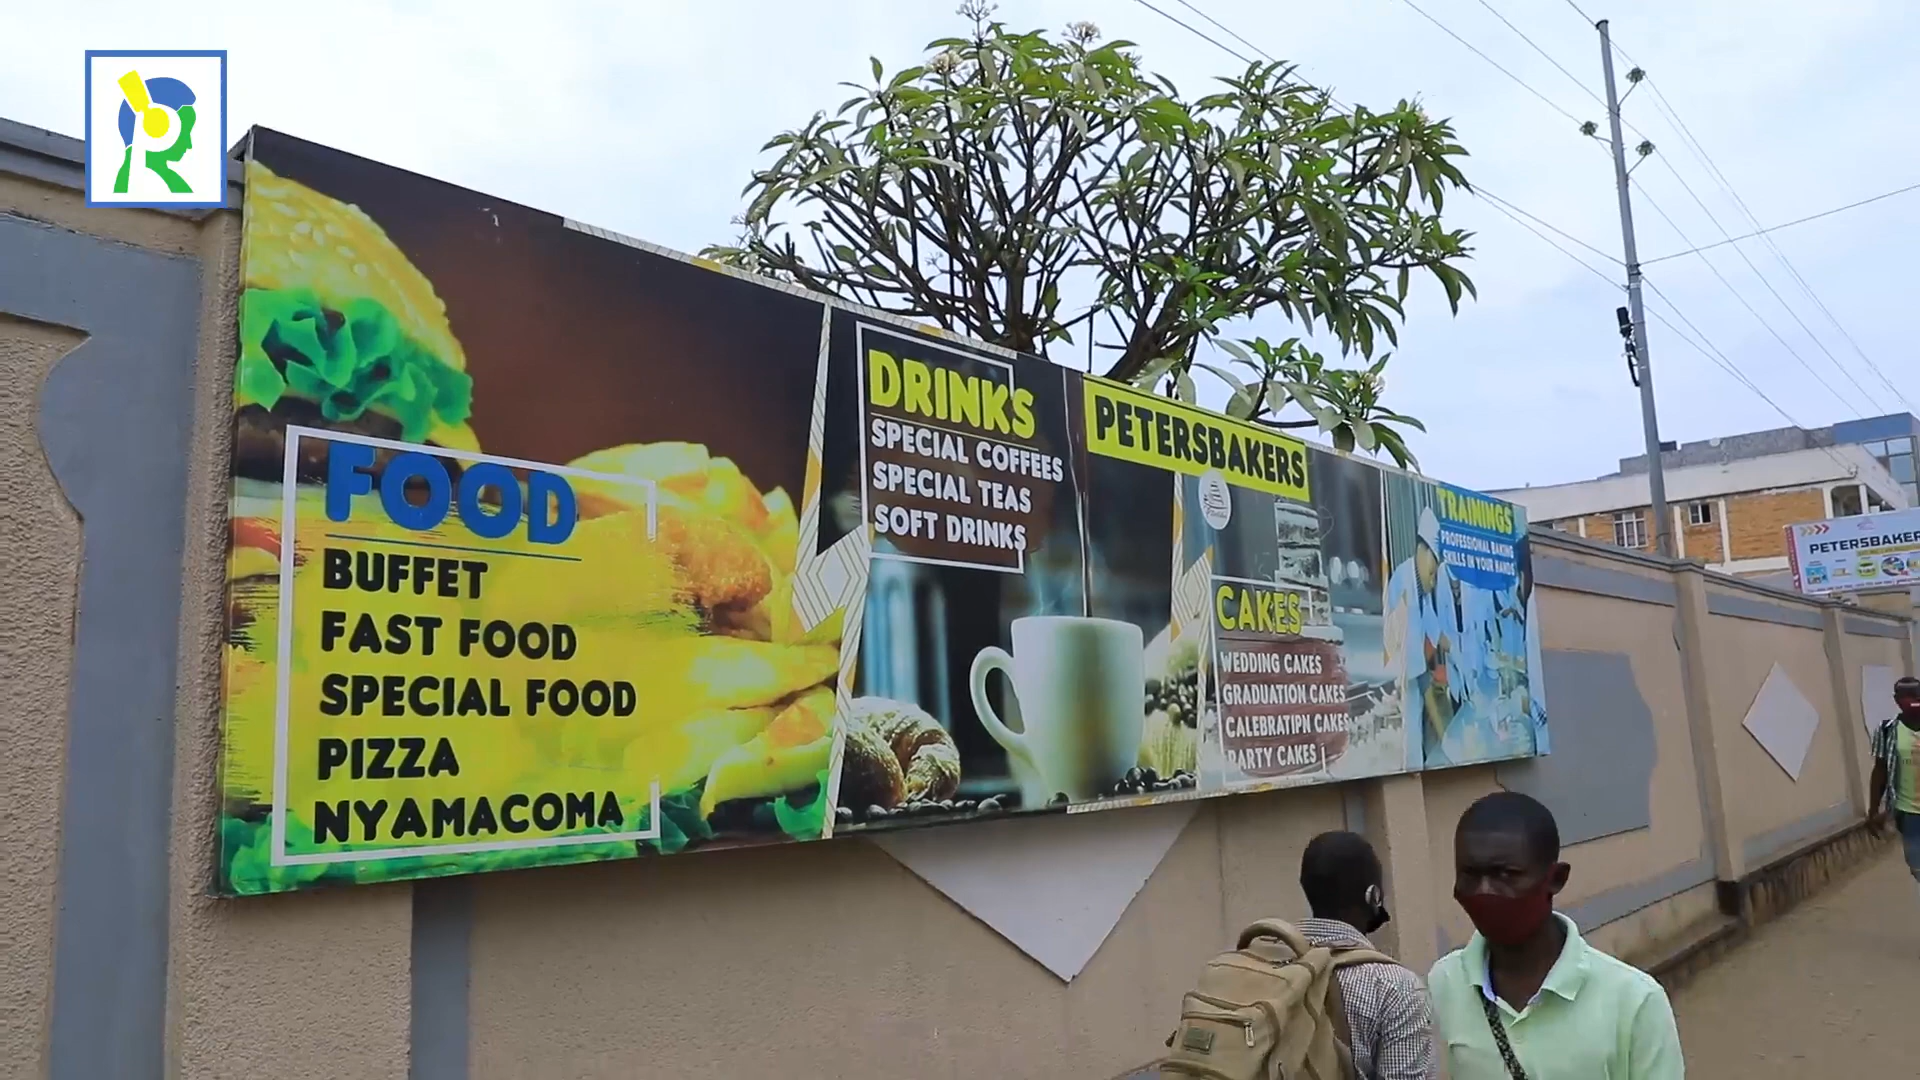 FOOD
BUFFET
FAST FOOD
SPECIAL FOOD
PIZZA
NYAMACOMA
DRINKS
SPECIAL COFFEES
SPECIAL TEAS
SOFT DRINKS
PETERSBAKERS
CAKES
WEDDING CAKES
GRADUATION CAKES
CALEBRATIPN CAKES
PARTY CAKES
TRAININGS
PROFESSIONAL BAKING
SKILLS IN YOUR HANDS
PETERSBAKER